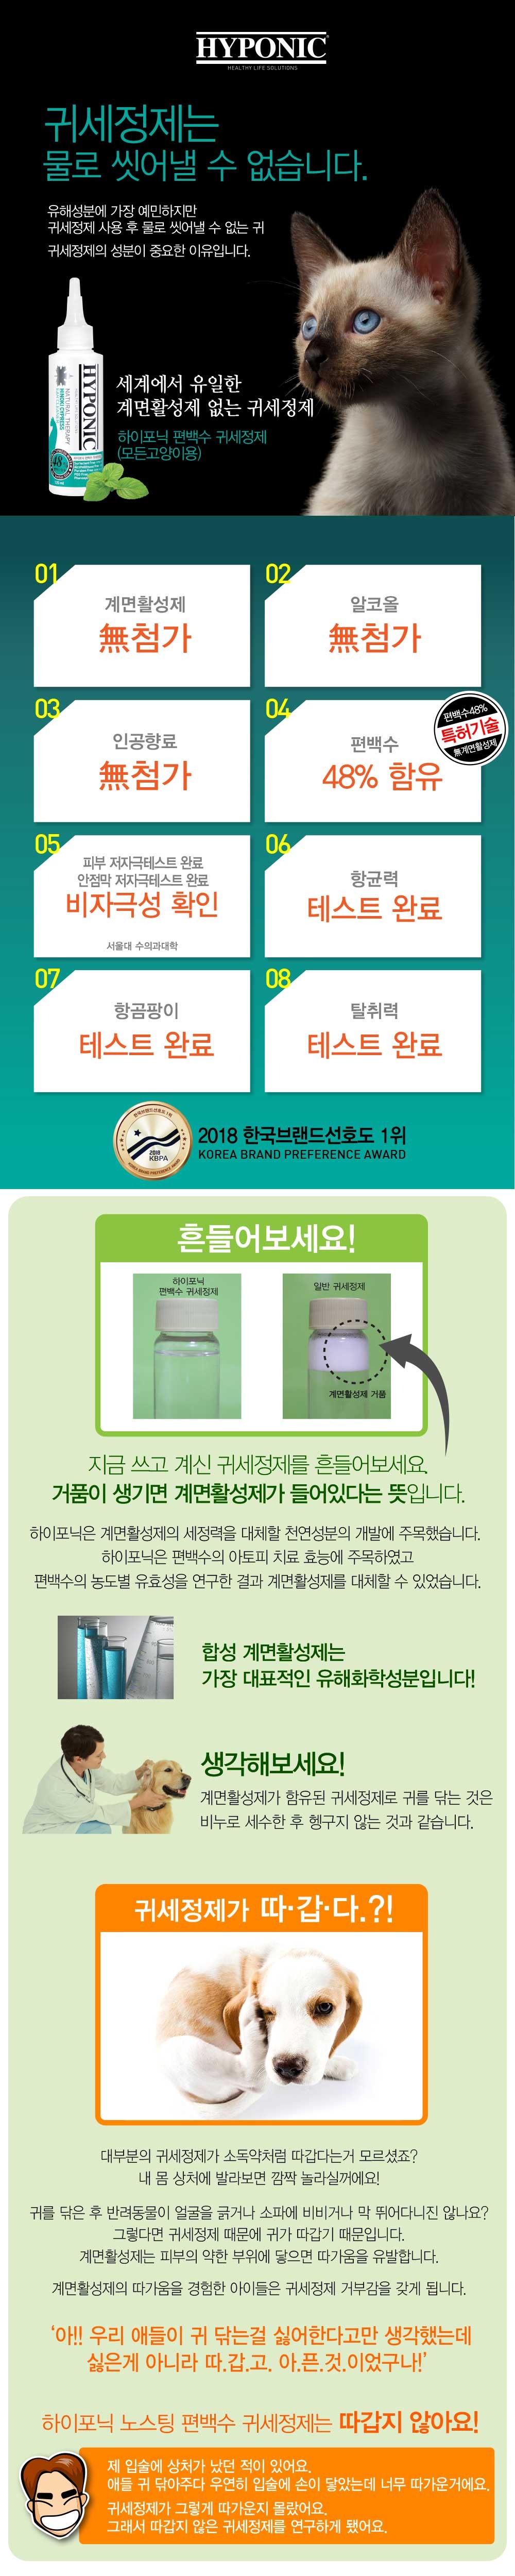 HYPONIC
HEALTHY LIFE SOLUTIONS
귀세정제는
물로 씻어낼 수 없습니다.
유해성분에 가장 예민하지만
귀세정제 사용 후 물로 씻어낼 수 없는 귀
귀세정제의 성분이 중요한 이유입니다.
HYPONIC
세계에서 유일한
계면활성제 없는 귀세정제
하이포닉 편백수 귀세정제
(모든고양이용)
01
계면활성제
無첨가
02
알코올
無첨가
03
인공향료
無첨가
04
편백수
48% 함유
편백수48%
특허기술
無계면활성제
05
피부 저자극테스트 완료
안점막 저자극테스트 완료
비자극성 확인
서울대 수의과대학
06
항균력
테스트 완료
07
항곰팡이
테스트 완료
08
탈취력
테스트 완료
2018
KBPA
2018 한국브랜드선호도 1위
KOREA BRAND PREFERENCE AWARD
흔들어보세요!
하이포닉
편백수 귀세정제
일반 귀세정제
계면활성제 거품
지금 쓰고 계신 귀세정제를 흔들어보세요.
거품이 생기면 계면활성제가 들어있다는 뜻입니다.
하이포닉은 계면활성제의 세정력을 대체할 천연성분의 개발에 주목했습니다.
하이포닉은 편백수의 아토피 치료 효능에 주목하였고
편백수의 농도별 유효성을 연구한 결과 계면활성제를 대체할 수 있었습니다.
합성 계면활성제는
가장 대표적인 유해화학성분입니다!
생각해보세요!
계면활성제가 함유된 귀세정제로 귀를 닦는 것은
비누로 세수한 후 헹구지 않는 것과 같습니다.
귀세정제가 따·갑·다.?!
대부분의 귀세정제가 소독약처럼 따갑다는거 모르셨죠?
내 몸 상처에 발라보면 깜짝 놀라실꺼에요!
귀를 닦은 후 반려동물이 얼굴을 긁거나 소파에 비비거나 막 뛰어다니진 않나요?
그렇다면 귀세정제 때문에 귀가 따갑기 때문입니다.
계면활성제는 피부의 약한 부위에 닿으면 따가움을 유발합니다.
계면활성제의 따가움을 경험한 아이들은 귀세정제 거부감을 갖게 됩니다.
‘아!! 우리 애들이 귀 닦는걸 싫어한다고만 생각했는데
싫은게 아니라 따.갑.고. 아.픈.것.이었구나!’
하이포닉 노스팅 편백수 귀세정제는 따갑지 않아요!
제 입술에 상처가 났던 적이 있어요.
애들 귀 닦아주다 우연히 입술에 손이 닿았는데 너무 따가운거에요.
귀세정제가 그렇게 따가운지 몰랐어요.
그래서 따갑지 않은 귀세정제를 연구하게 됐어요.